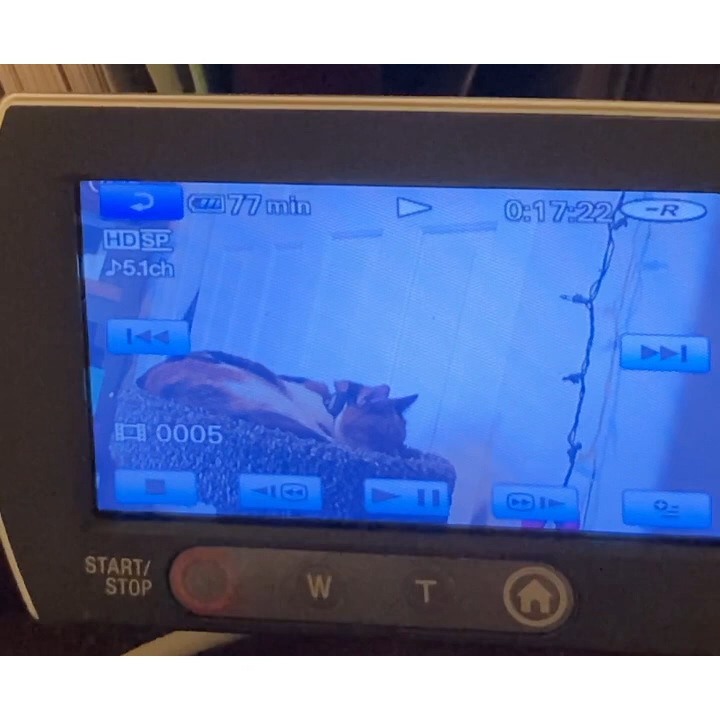 77 min 0:17:22 -R
HD SP
♪5.1ch
0005
START/
STOP
W T